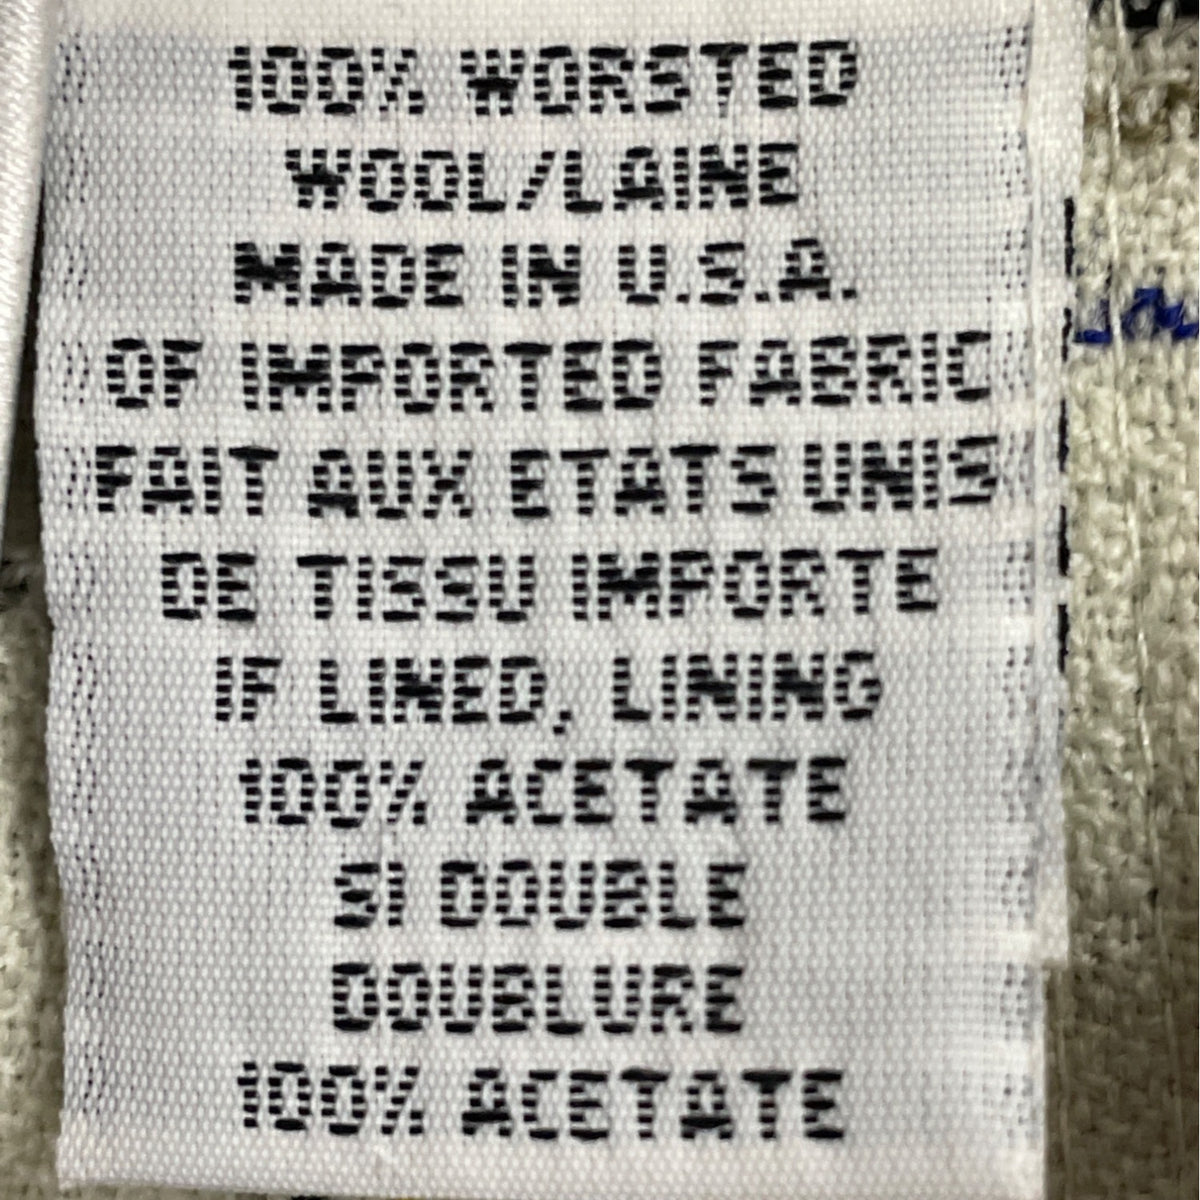 100% WORSTED
WOOL/LAINE
MADE IN U.S.A.
OF IMPORTED FABRIC
FAIT AUX ETATS UNIS
DE TISSU IMPORTE
IF LINED, LINING
100% ACETATE
SI DOUBLE
DOUBLURE
100% ACETATE